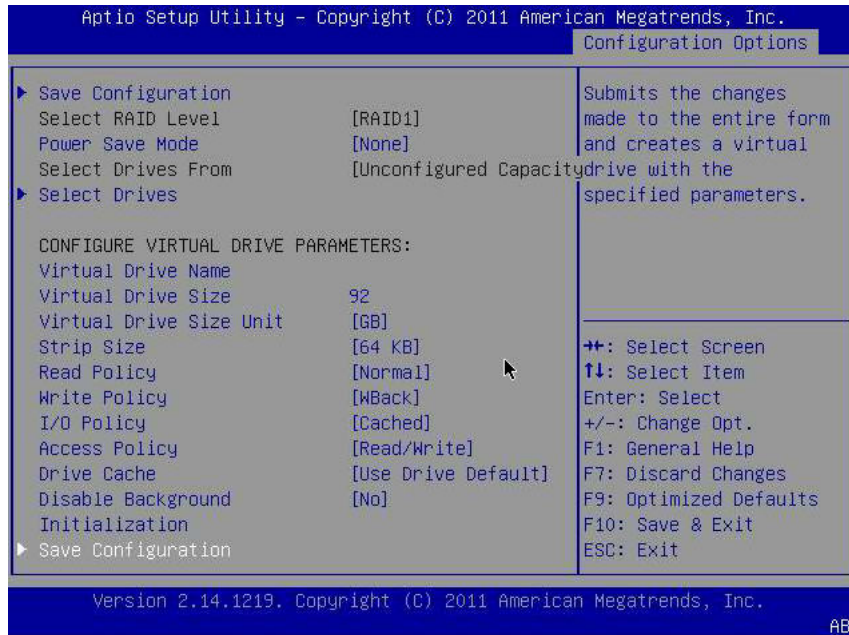 Aptio Setup Utility – Copyright (C) 2011 American Megatrends, Inc.
Configuration Options
Save Configuration
Select RAID Level [RAID1]
Power Save Mode [None]
Select Drives From [Unconfigured Capacity
Select Drives
CONFIGURE VIRTUAL DRIVE PARAMETERS:
Virtual Drive Name
Virtual Drive Size 92
Virtual Drive Size Unit [GB]
Strip Size [64 KB]
Read Policy [Normal]
Write Policy [WBack]
I/O Policy [Cached]
Access Policy [Read/Write]
Drive Cache [Use Drive Default]
Disable Background [No]
Initialization
Save Configuration
Submits the changes
made to the entire form
and creates a virtual
drive with the
specified parameters.
→←: Select Screen
↑↓: Select Item
Enter: Select
+/-: Change Opt.
F1: General Help
F7: Discard Changes
F9: Optimized Defaults
F10: Save & Exit
ESC: Exit
Version 2.14.1219. Copyright (C) 2011 American Megatrends, Inc.
AB